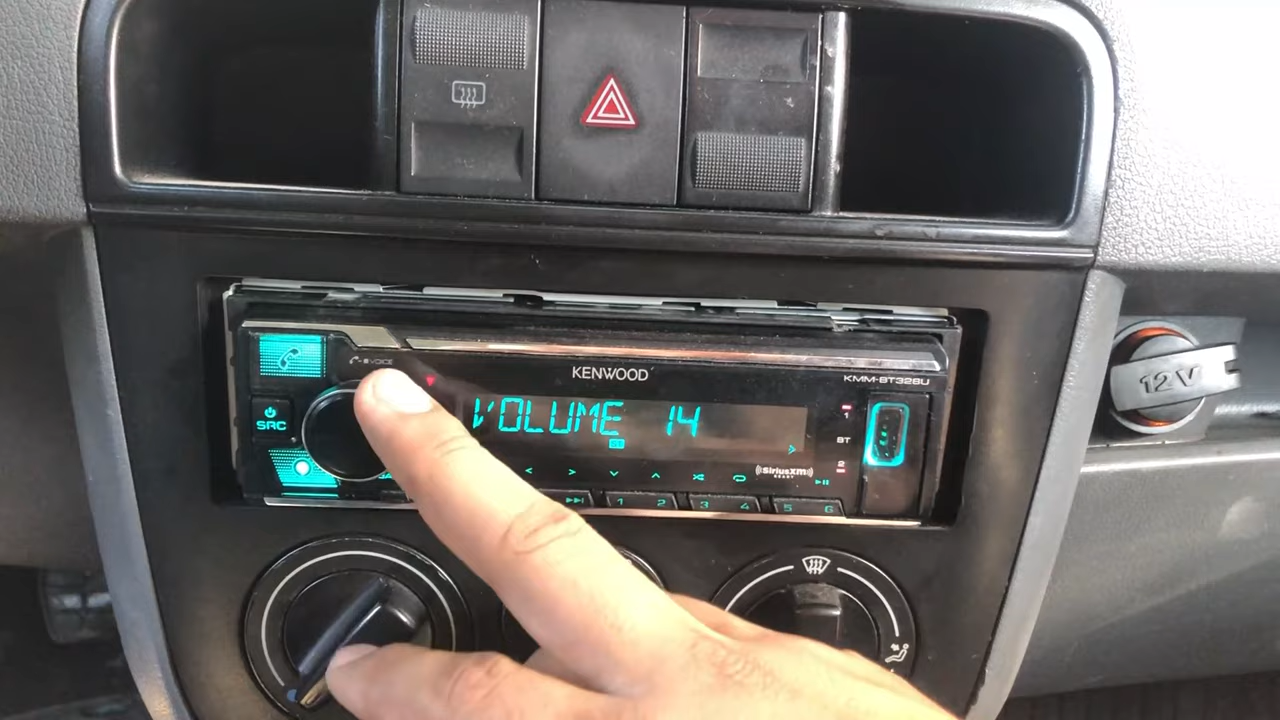 VOICE
KENWOOD
KMM-BT328U
SRC
VOLUME 14
1
BT
2
((SiriusXM))
READY
1 2 3 4 5 6
12V